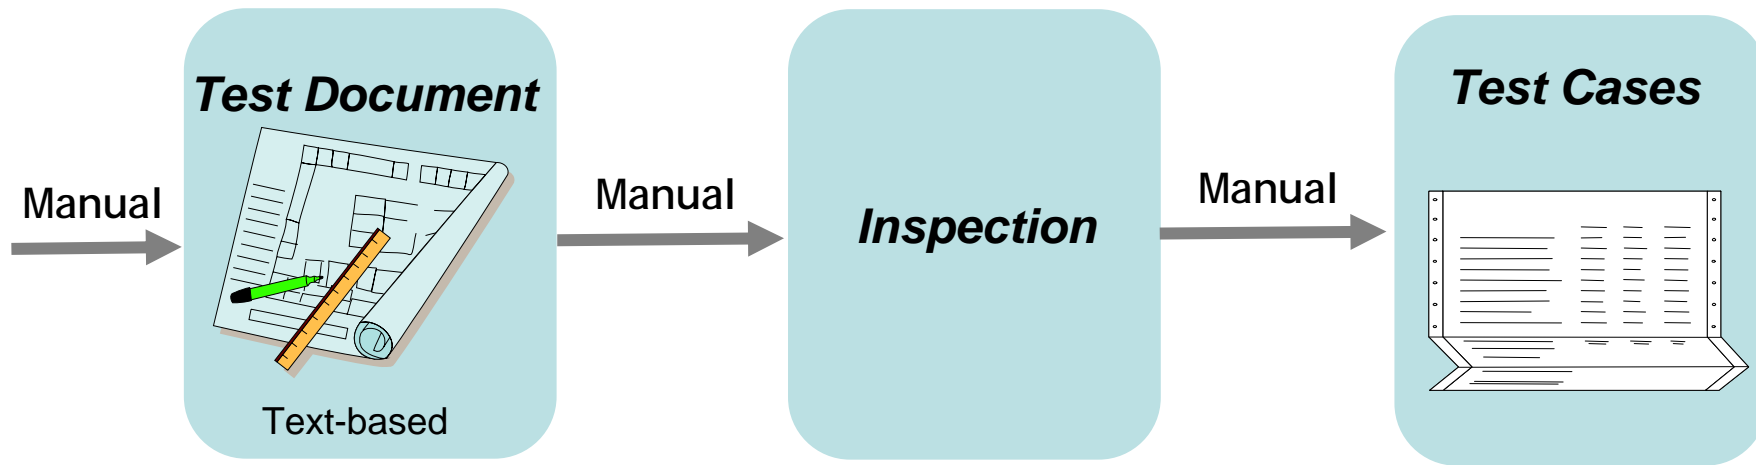 Manual
Test Document
Text-based
Manual
Inspection
Manual
Test Cases